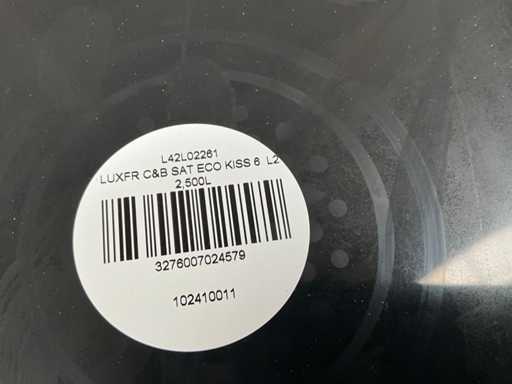 L42L02261
LUXFR C&B SAT ECO KISS 6 L2
2,500L
3276007024579
102410011